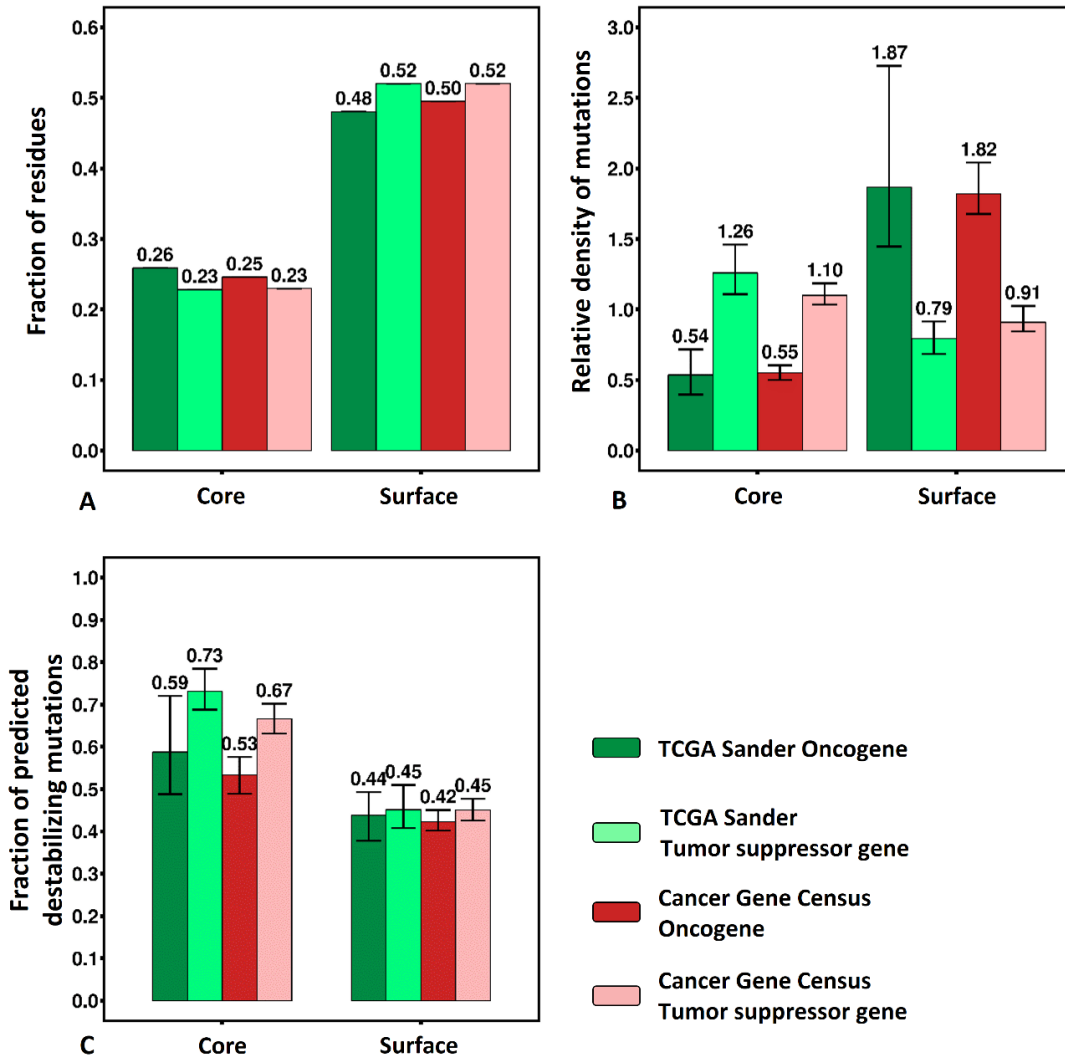 Fraction of residues
0.6
0.5
0.4
0.3
0.2
0.1
0.0
0.26
0.23
0.25
0.23
0.48
0.52
0.50
0.52
A
Core
Surface
Relative density of mutations
3.0
2.5
2.0
1.5
1.0
0.5
0.0
0.54
1.26
0.55
1.10
1.87
0.79
1.82
0.91
B
Core
Surface
Fraction of predicted
destabilizing mutations
1.0
0.9
0.8
0.7
0.6
0.5
0.4
0.3
0.2
0.1
0.0
0.59
0.73
0.53
0.67
0.44
0.45
0.42
0.45
C
Core
Surface
TCGA Sander Oncogene
TCGA Sander
Tumor suppressor gene
Cancer Gene Census
Oncogene
Cancer Gene Census
Tumor suppressor gene